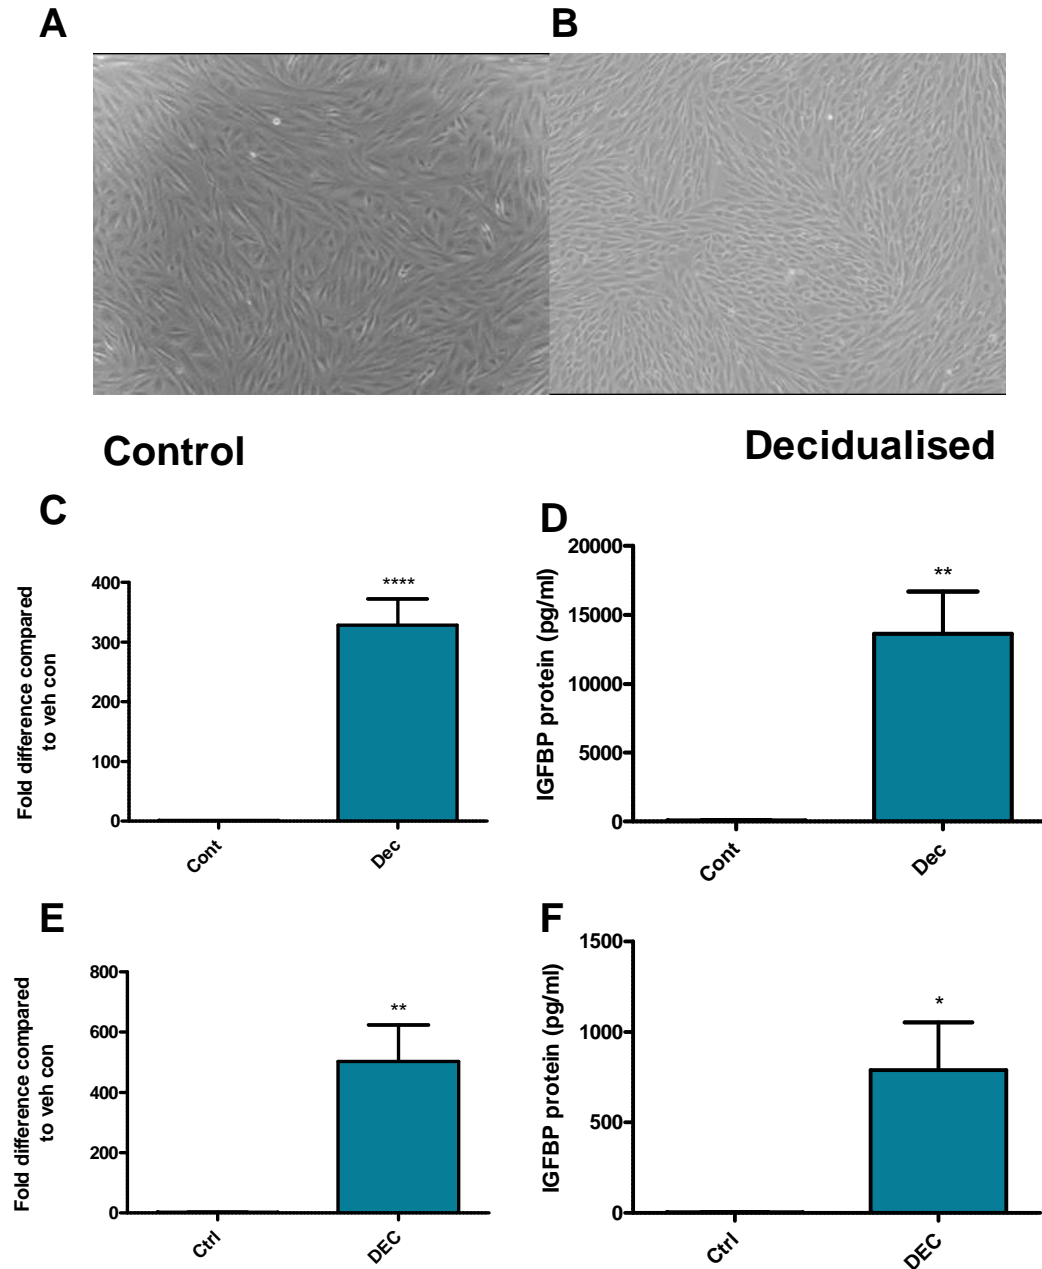 A
B
Control
Decidualised
C
Fold difference compared
to veh con
400
300
200
100
0
****
Cont
Dec
D
IGFBP protein (pg/ml)
20000
15000
10000
5000
0
**
Cont
Dec
E
Fold difference compared
to veh con
800
600
400
200
0
**
Ctrl
DEC
F
IGFBP protein (pg/ml)
1500
1000
500
0
*
Ctrl
DEC